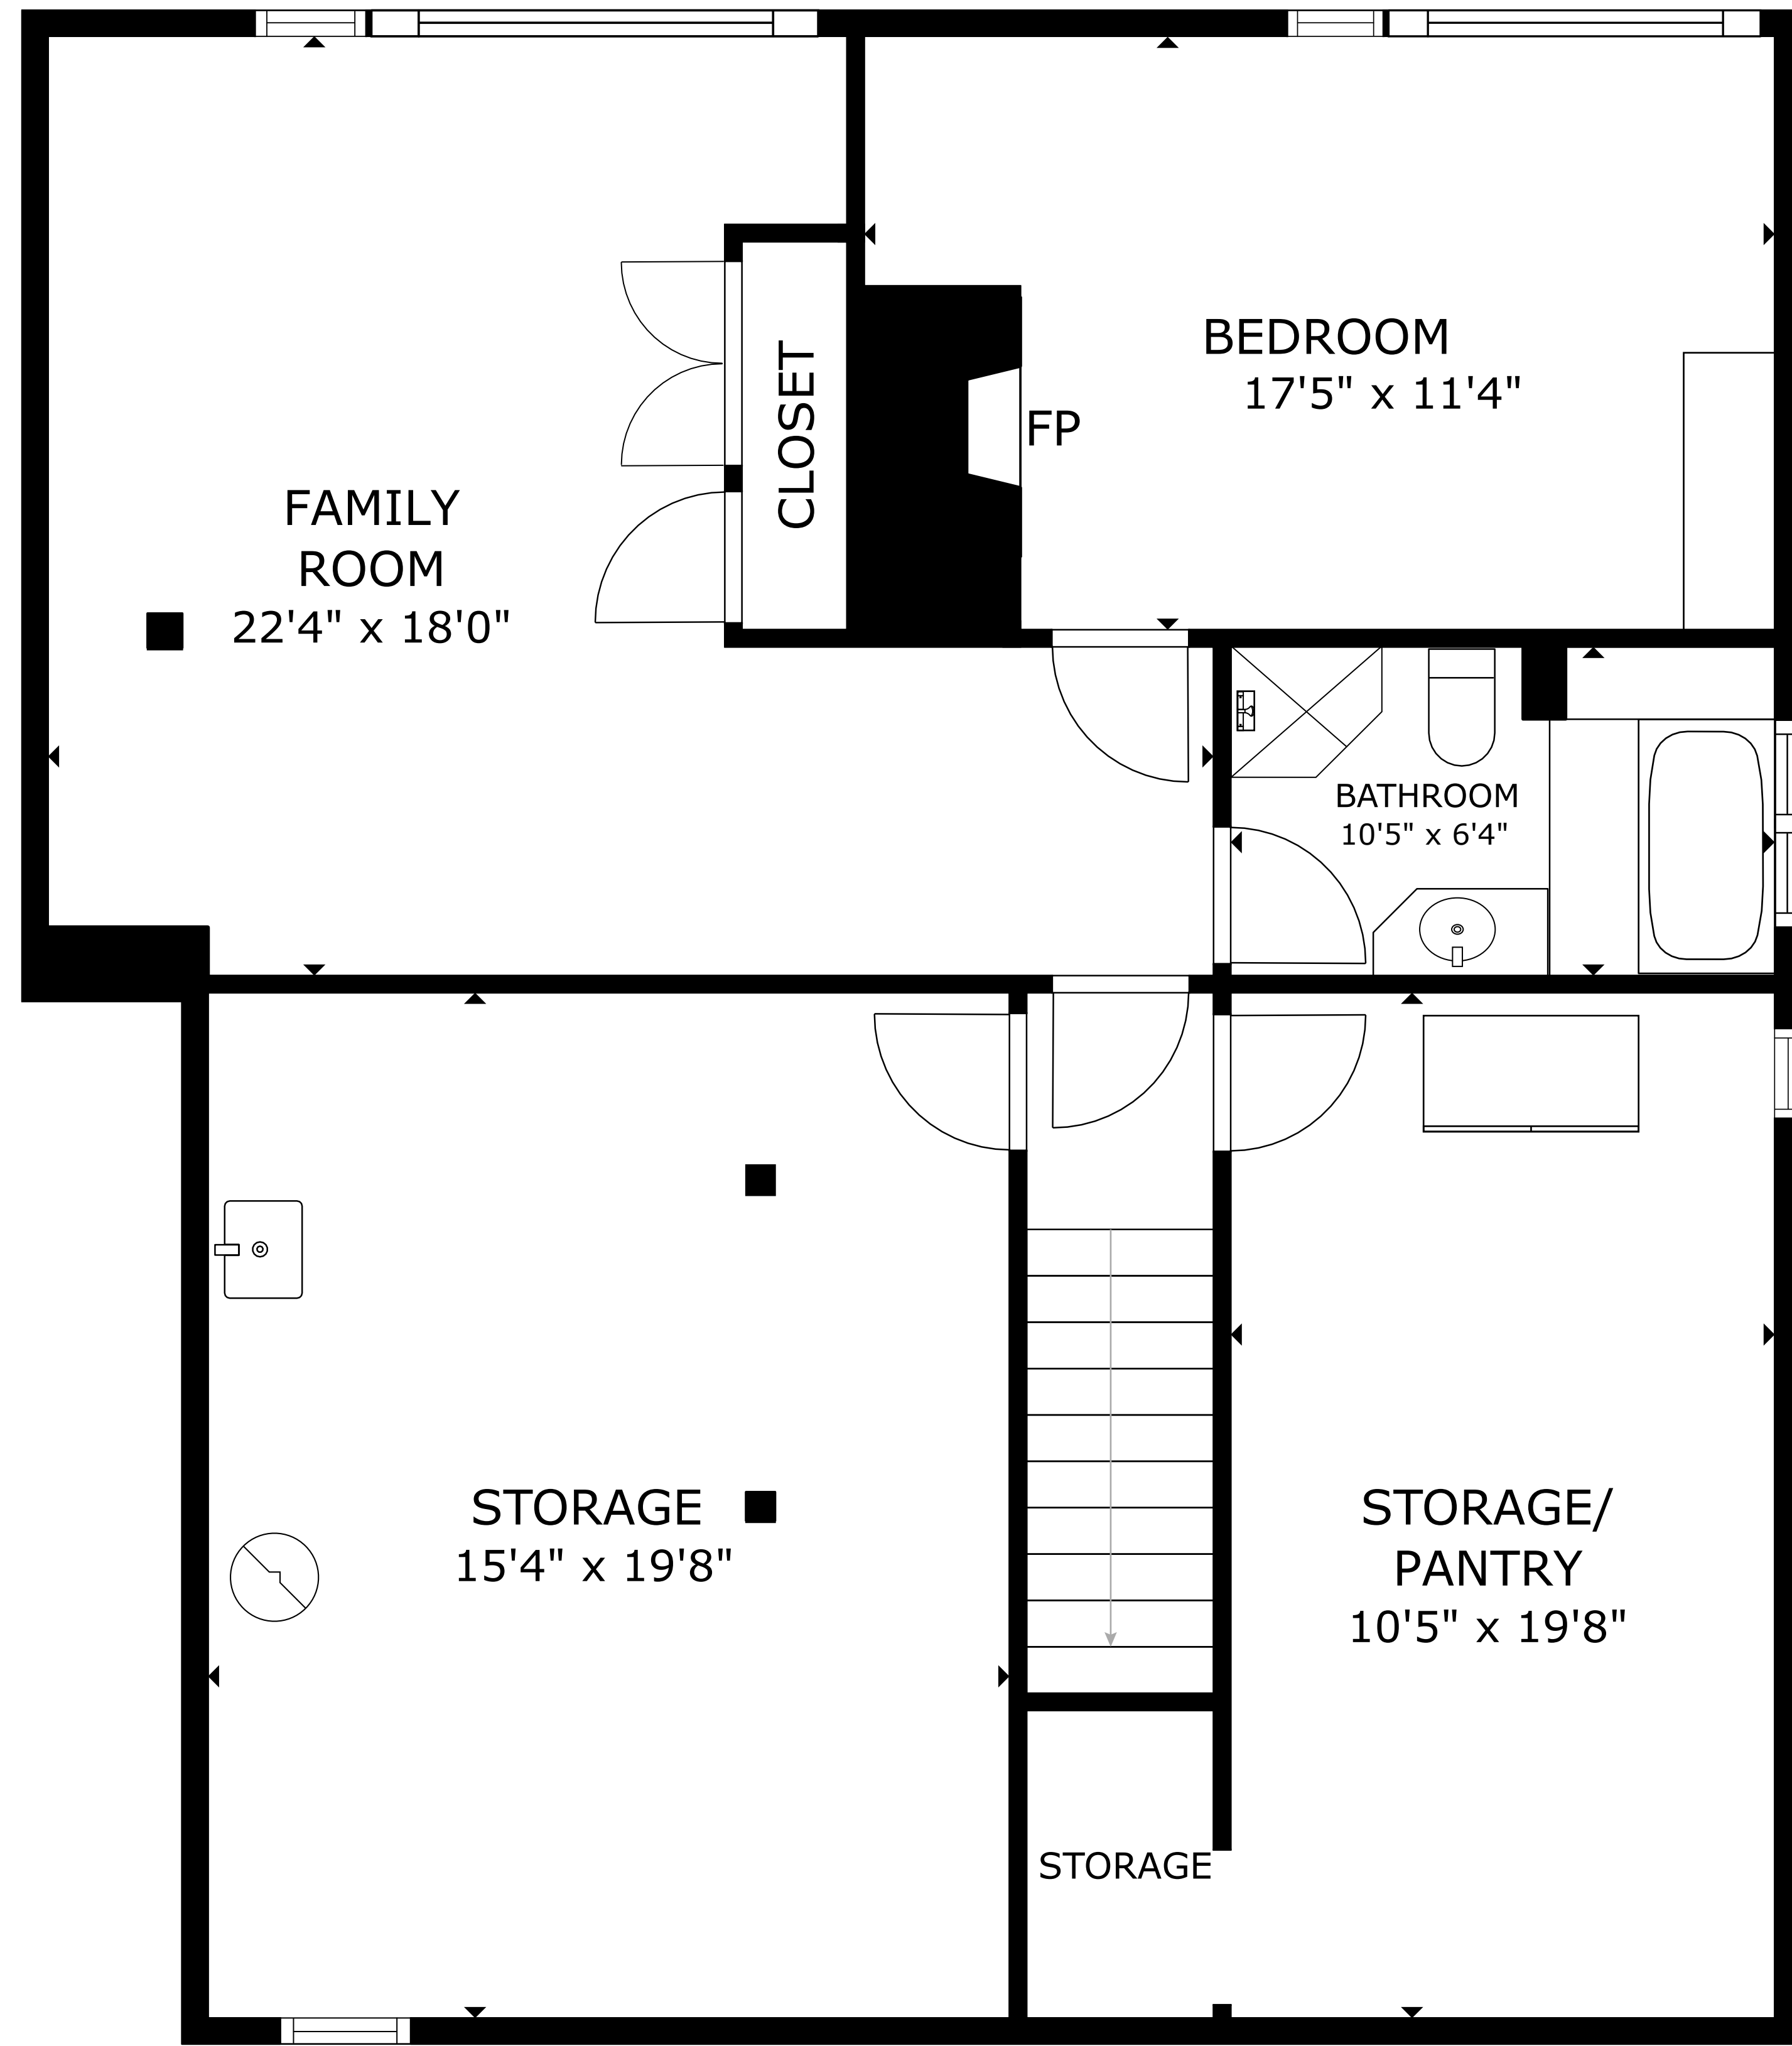 BEDROOM
17'5" x 11'4"
CLOSET
FP
FAMILY
ROOM
22'4" x 18'0"
BATHROOM
10'5" x 6'4"
STORAGE
15'4" x 19'8"
STORAGE/
PANTRY
10'5" x 19'8"
STORAGE